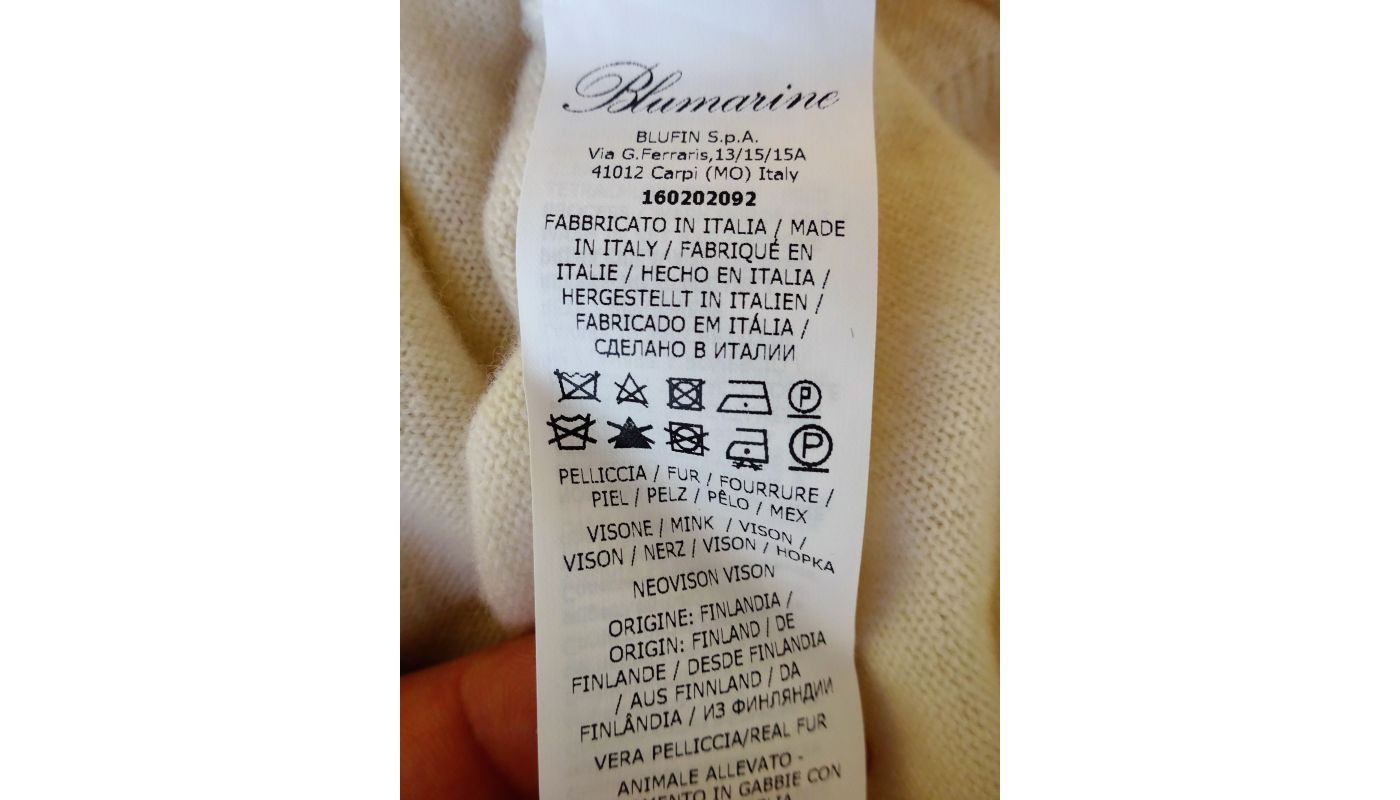 Blumarine
BLUFIN S.p.A.
Via G.Ferraris,13/15/15A
41012 Carpi (MO) Italy
160202092
FABBRICATO IN ITALIA / MADE
IN ITALY / FABRIQUÉ EN
ITALIE / HECHO EN ITALIA /
HERGESTELLT IN ITALIEN /
FABRICADO EM ITÁLIA /
СДЕЛАНО В ИТАЛИИ
P
P
PELLICCIA / FUR / FOURRURE /
PIEL / PELZ / PÊLO / МЕХ
VISONE / MINK / VISON /
VISON / NERZ / VISON / НОРКА
NEOVISON VISON
ORIGINE: FINLANDIA /
ORIGIN: FINLAND / DE
FINLANDE / DESDE FINLANDIA
/ AUS FINNLAND / DA
FINLÂNDIA / ИЗ ФИНЛЯНДИИ
VERA PELLICCIA/REAL FUR
ANIMALE ALLEVATO -
IN GABBIE CON